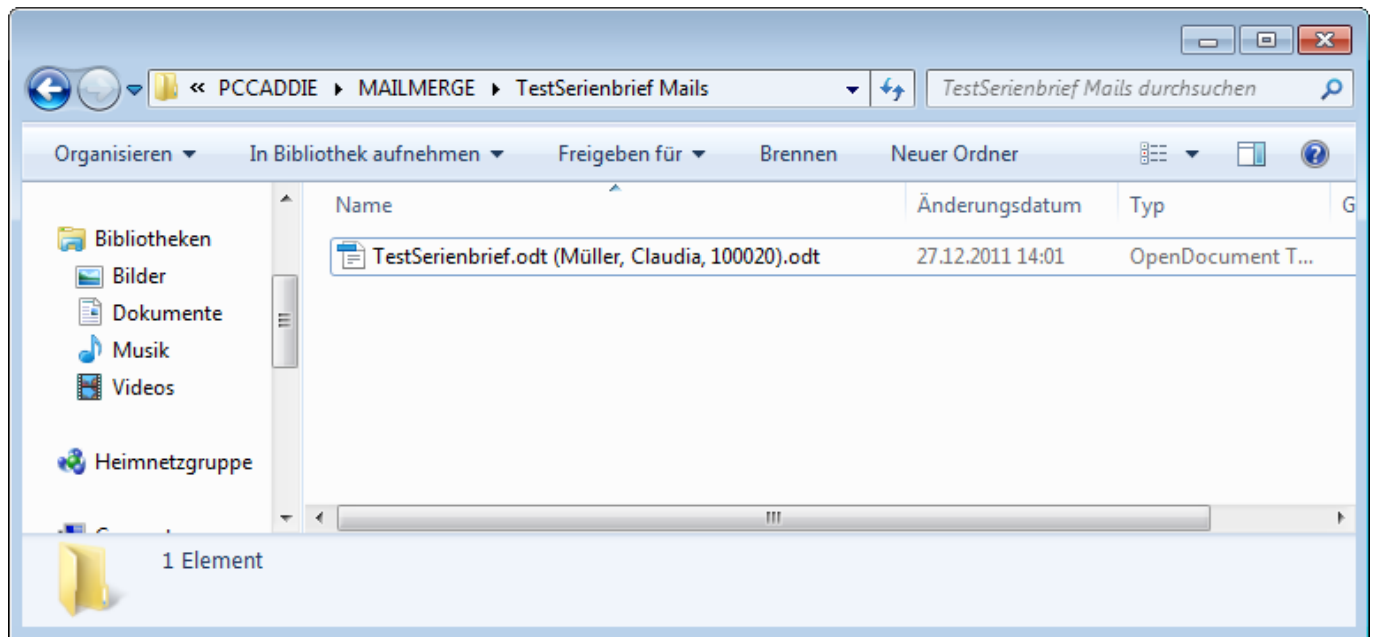 « PCCADDIE ▸ MAILMERGE ▸ TestSerienbrief Mails
TestSerienbrief Mails durchsuchen
Organisieren In Bibliothek aufnehmen Freigeben für Brennen Neuer Ordner
Name Änderungsdatum Typ G
Bibliotheken
TestSerienbrief.odt (Müller, Claudia, 100020).odt 27.12.2011 14:01 OpenDocument T...
Bilder
Dokumente
Musik
Videos
Heimnetzgruppe
1 Element